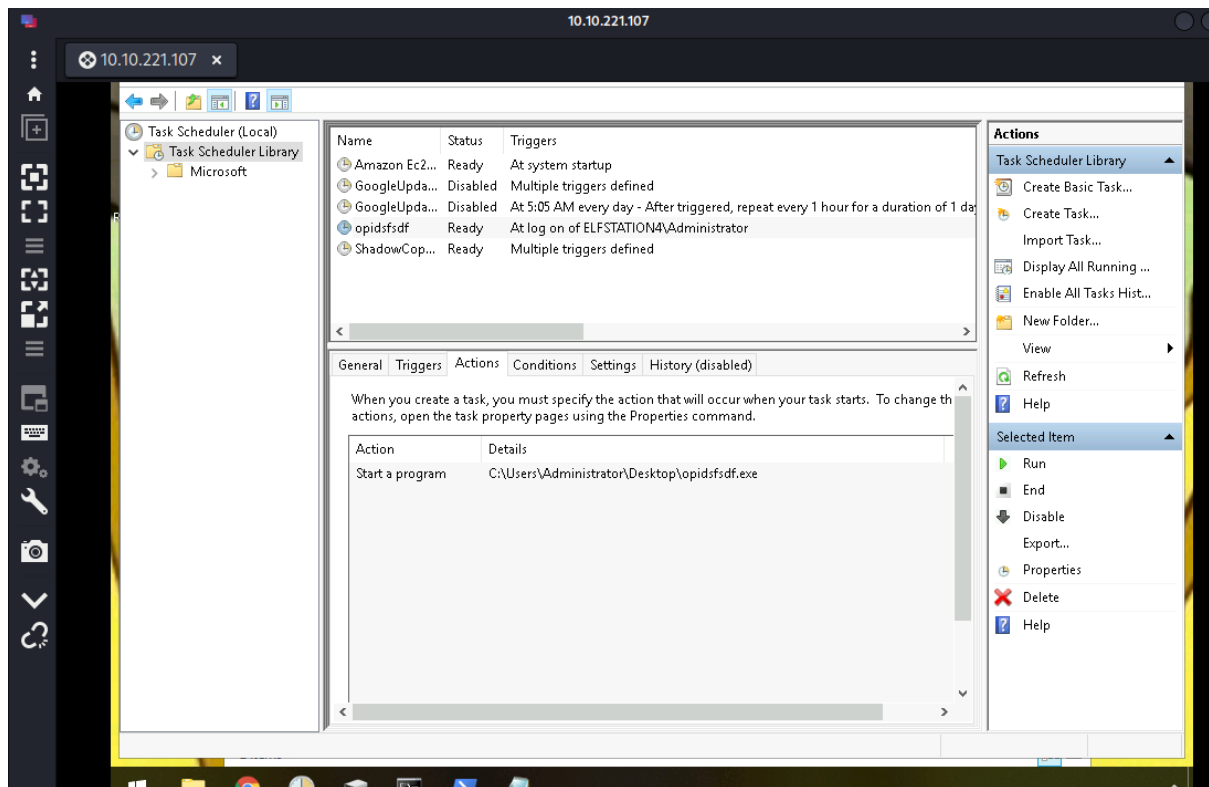 10.10.221.107
10.10.221.107 ×
Task Scheduler (Local)
Task Scheduler Library
Microsoft
Name Status Triggers
Amazon Ec2... Ready At system startup
GoogleUpda... Disabled Multiple triggers defined
GoogleUpda... Disabled At 5:05 AM every day - After triggered, repeat every 1 hour for a duration of 1 da
opidsfsdf Ready At log on of ELFSTATION4\Administrator
ShadowCop... Ready Multiple triggers defined
General Triggers Actions Conditions Settings History (disabled)
When you create a task, you must specify the action that will occur when your task starts. To change th
actions, open the task property pages using the Properties command.
Action Details
Start a program C:\Users\Administrator\Desktop\opidsfsdf.exe
Actions
Task Scheduler Library
Create Basic Task...
Create Task...
Import Task...
Display All Running ...
Enable All Tasks Hist...
New Folder...
View
Refresh
Help
Selected Item
Run
End
Disable
Export...
Properties
Delete
Help